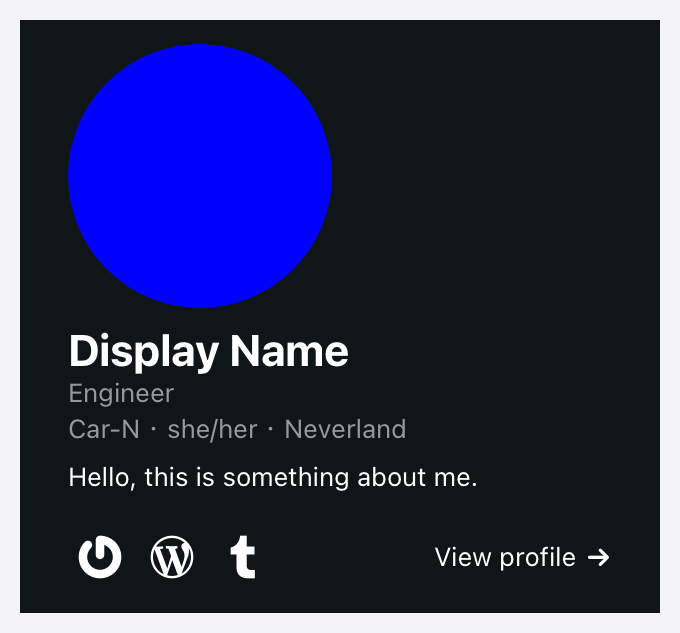 Display Name
Engineer
Car-N · she/her · Neverland
Hello, this is something about me.
View profile →